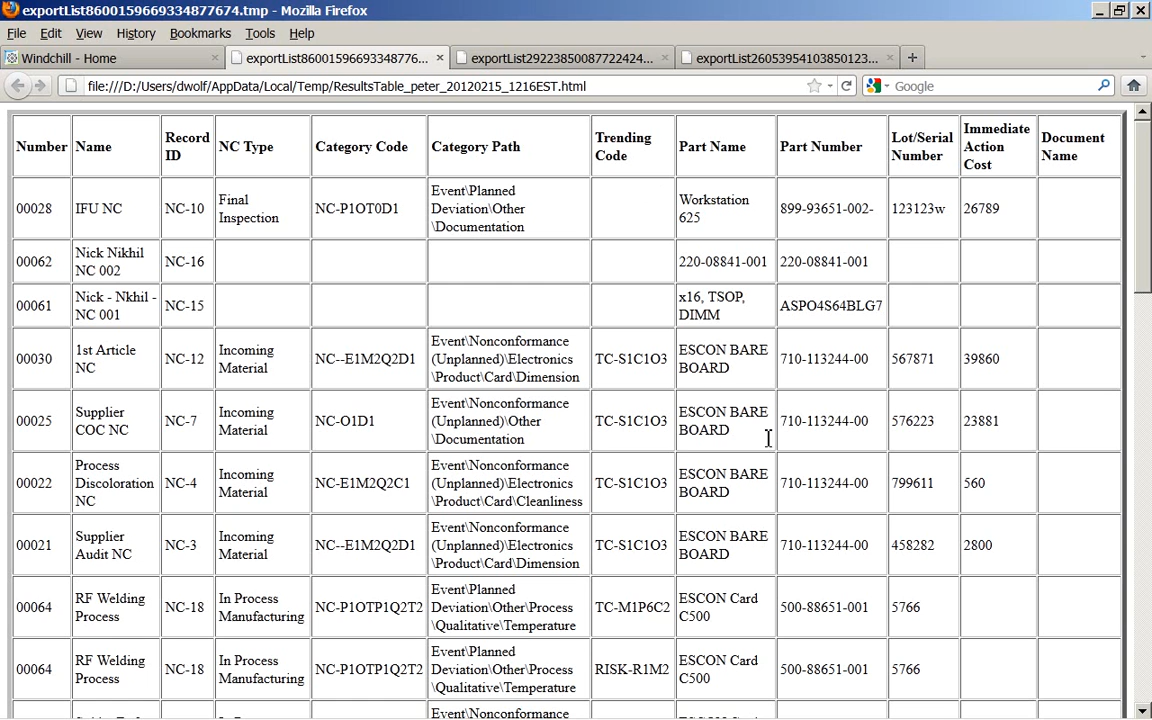 exportList8600159669334877674.tmp - Mozilla Firefox
File Edit View History Bookmarks Tools Help
Windchill - Home
exportList86001596693348776...
exportList29223850087722424...
exportList26053954103850123...
file:///D:/Users/dwolf/AppData/Local/Temp/ResultsTable_peter_20120215_1216EST.html
Google
Number
Name
Record
ID
NC Type
Category Code
Category Path
Trending
Code
Part Name
Part Number
Lot/Serial
Number
Immediate
Action
Cost
Document
Name
00028
IFU NC
NC-10
Final
Inspection
NC-P1OT0D1
Event\Planned
Deviation\Other
\Documentation
Workstation
625
899-93651-002-
123123w
26789
00062
Nick Nikhil
NC 002
NC-16
220-08841-001
220-08841-001
00061
Nick - Nkhil -
NC 001
NC-15
x16, TSOP,
DIMM
ASPO4S64BLG7
00030
1st Article
NC
NC-12
Incoming
Material
NC--E1M2Q2D1
Event\Nonconformance
(Unplanned)\Electronics
\Product\Card\Dimension
TC-S1C1O3
ESCON BARE
BOARD
710-113244-00
567871
39860
00025
Supplier
COC NC
NC-7
Incoming
Material
NC-O1D1
Event\Nonconformance
(Unplanned)\Other
\Documentation
TC-S1C1O3
ESCON BARE
BOARD
710-113244-00
576223
23881
00022
Process
Discoloration
NC
NC-4
Incoming
Material
NC-E1M2Q2C1
Event\Nonconformance
(Unplanned)\Electronics
\Product\Card\Cleanliness
TC-S1C1O3
ESCON BARE
BOARD
710-113244-00
799611
560
00021
Supplier
Audit NC
NC-3
Incoming
Material
NC--E1M2Q2D1
Event\Nonconformance
(Unplanned)\Electronics
\Product\Card\Dimension
TC-S1C1O3
ESCON BARE
BOARD
710-113244-00
458282
2800
00064
RF Welding
Process
NC-18
In Process
Manufacturing
NC-P1OTP1Q2T2
Event\Planned
Deviation\Other\Process
\Qualitative\Temperature
TC-M1P6C2
ESCON Card
C500
500-88651-001
5766
00064
RF Welding
Process
NC-18
In Process
Manufacturing
NC-P1OTP1Q2T2
Event\Planned
Deviation\Other\Process
\Qualitative\Temperature
RISK-R1M2
ESCON Card
C500
500-88651-001
5766
Event\Nonconformance